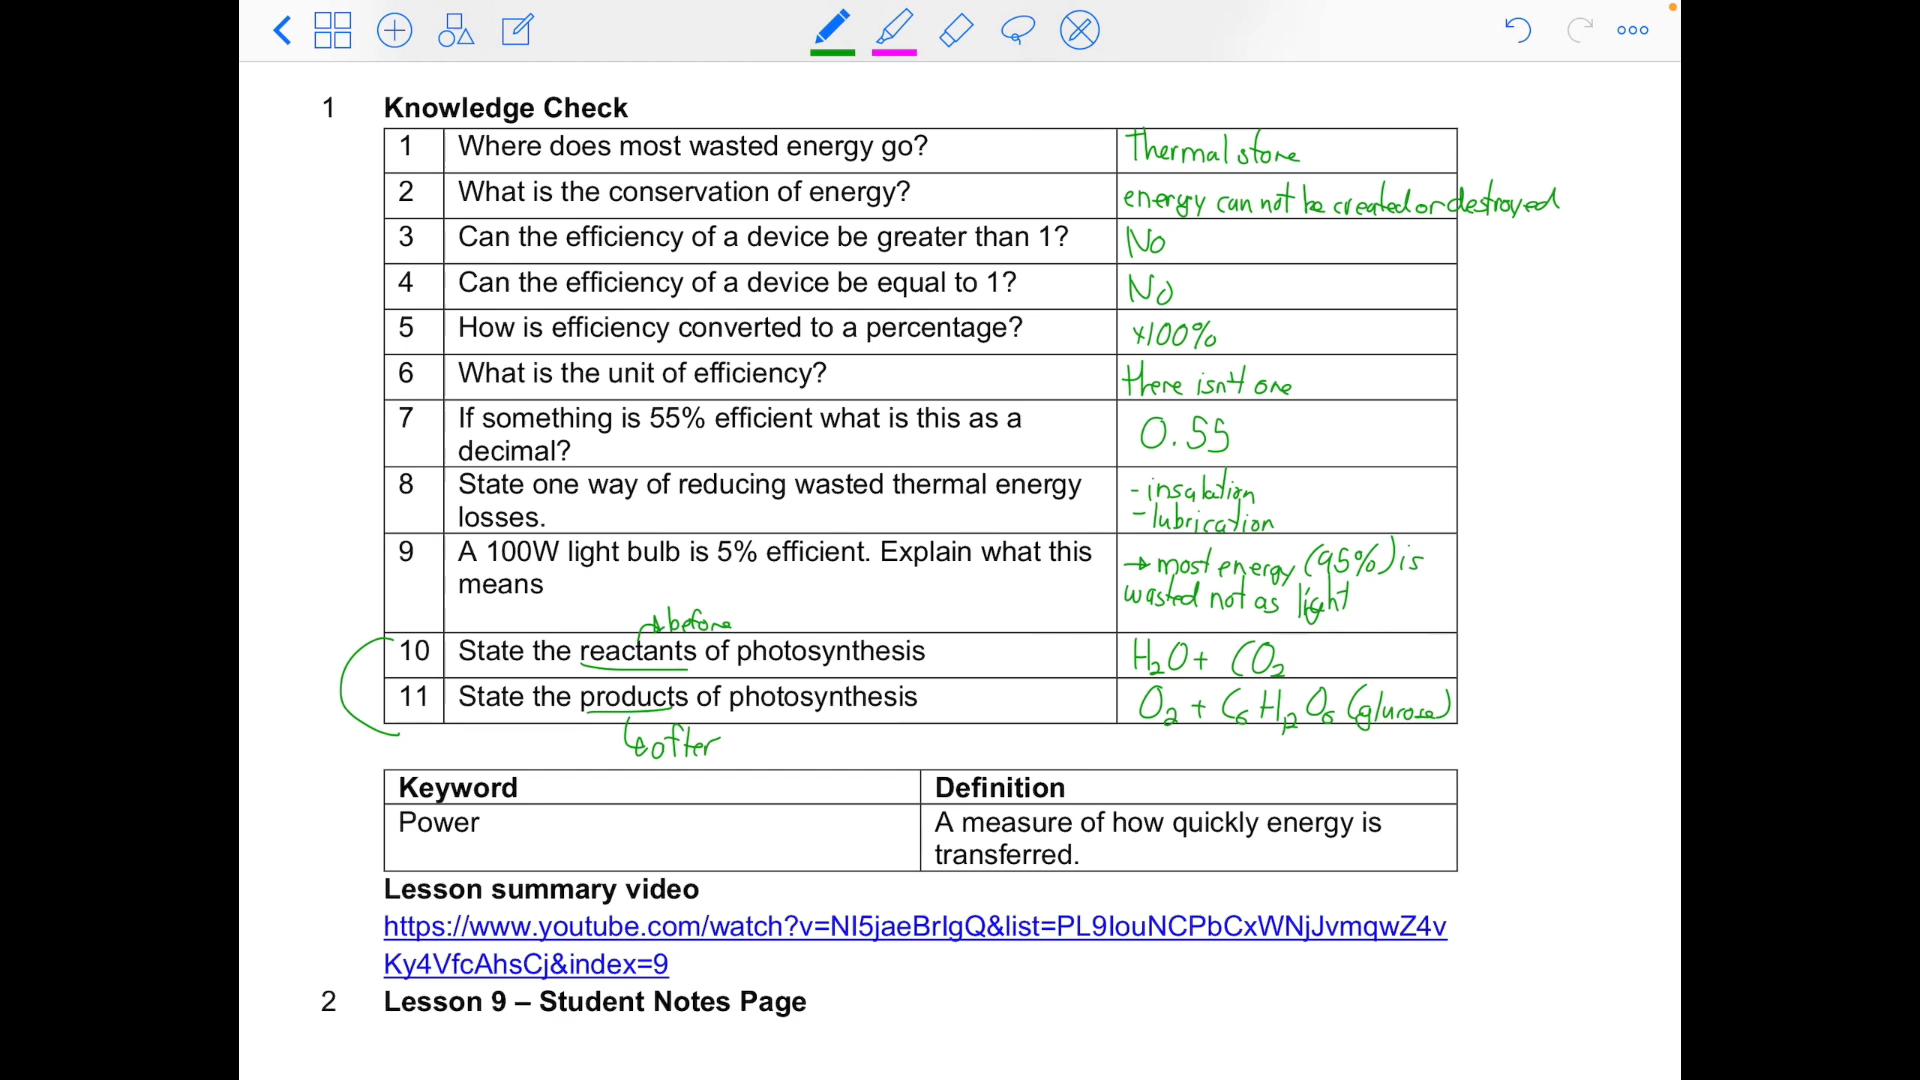 1 Knowledge Check
1 Where does most wasted energy go? Thermal store
2 What is the conservation of energy? energy can not be created or destroyed
3 Can the efficiency of a device be greater than 1? No
4 Can the efficiency of a device be equal to 1? No
5 How is efficiency converted to a percentage? x100%
6 What is the unit of efficiency? there isn't one
7 If something is 55% efficient what is this as a
decimal? 0.55
8 State one way of reducing wasted thermal energy - insulation
losses. - lubrication
9 A 100W light bulb is 5% efficient. Explain what this → most energy (95%) is
means wasted not as light
before
10 State the reactants of photosynthesis H₂O + CO₂
11 State the products of photosynthesis O₂ + C₆H₁₂O₆ (glucose)
after
Keyword Definition
Power A measure of how quickly energy is
transferred.
Lesson summary video
https://www.youtube.com/watch?v=NI5jaeBrIgQ&list=PL9IouNCPbCxWNjJvmqwZ4v
Ky4VfcAhsCj&index=9
2 Lesson 9 – Student Notes Page